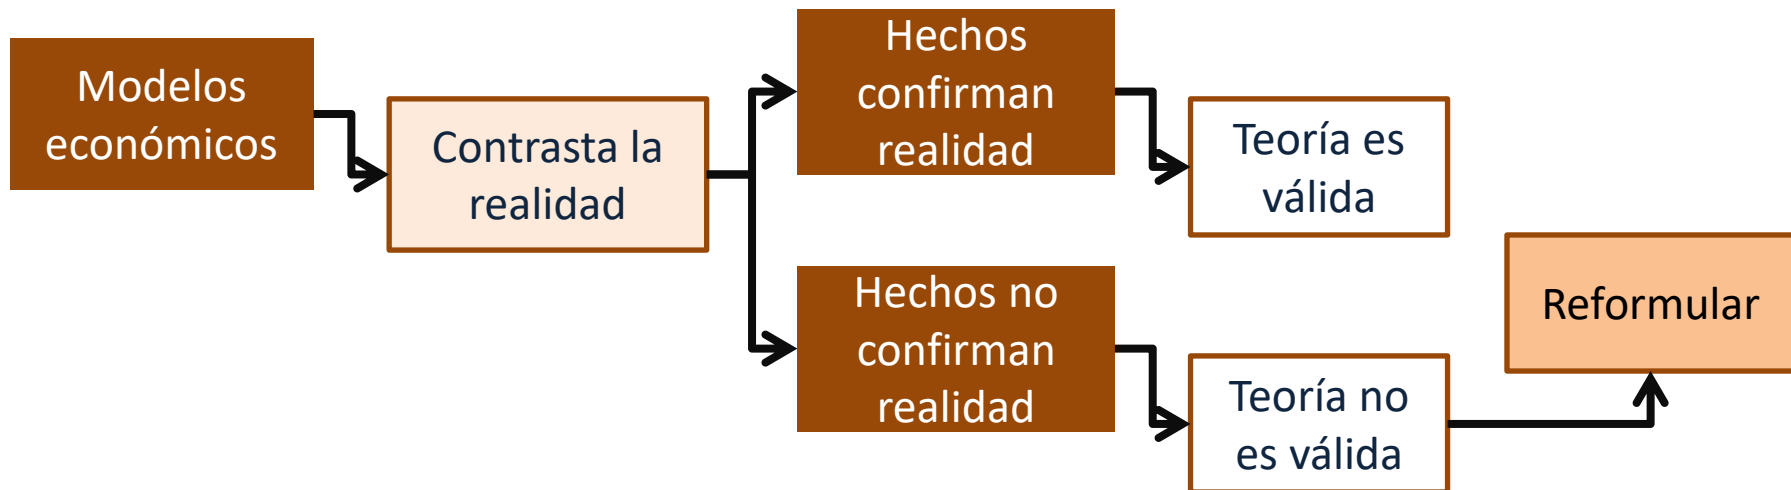 Modelos
económicos
Contrasta la
realidad
Hechos
confirman
realidad
Teoría es
válida
Hechos no
confirman
realidad
Teoría no
es válida
Reformular